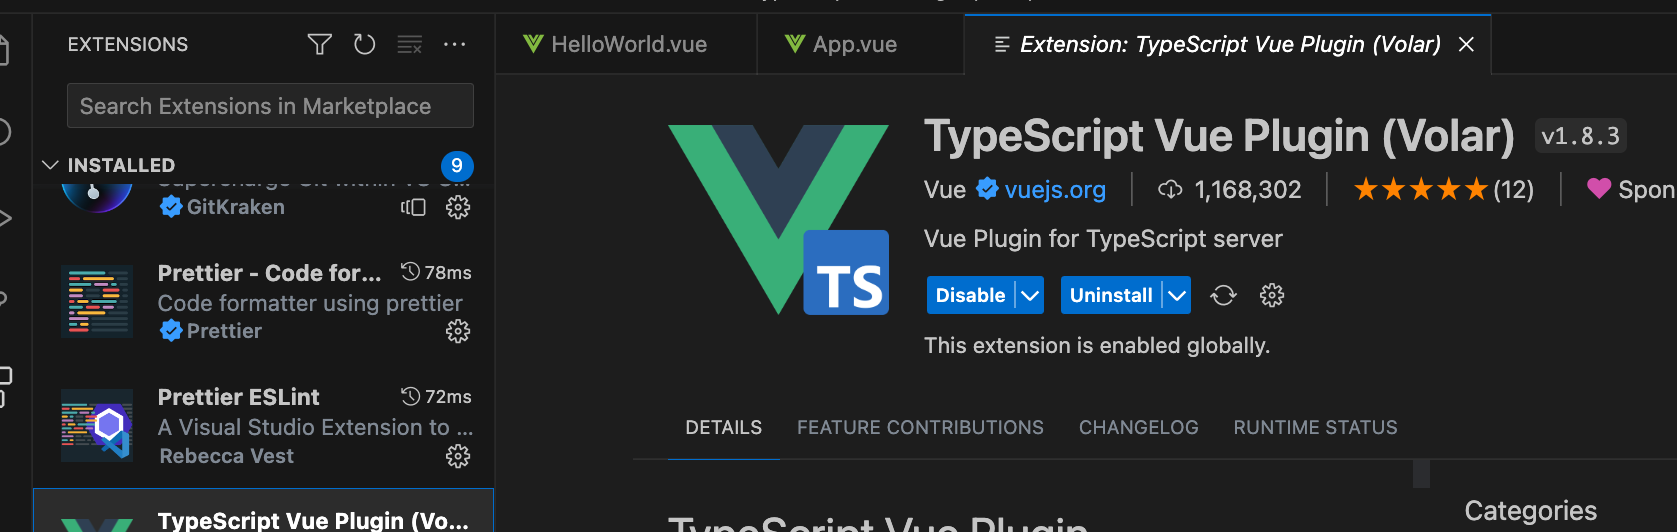 EXTENSIONS
Search Extensions in Marketplace
INSTALLED
9
GitKraken
Prettier - Code for...
78ms
Code formatter using prettier
Prettier
Prettier ESLint
72ms
A Visual Studio Extension to ...
Rebecca Vest
TypeScript Vue Plugin (Vo...
HelloWorld.vue
App.vue
Extension: TypeScript Vue Plugin (Volar)
TS
TypeScript Vue Plugin (Volar)
v1.8.3
Vue
vuejs.org
1,168,302
(12)
Spon
Vue Plugin for TypeScript server
Disable
Uninstall
This extension is enabled globally.
DETAILS
FEATURE CONTRIBUTIONS
CHANGELOG
RUNTIME STATUS
TypeScript Vue Plugin
Categories